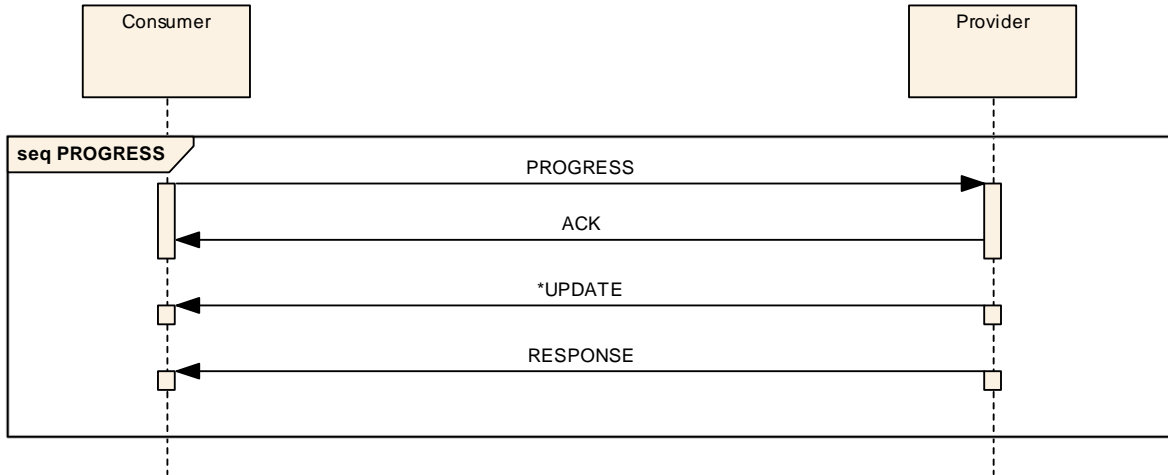 Consumer
Provider
seq PROGRESS
PROGRESS
ACK
*UPDATE
RESPONSE